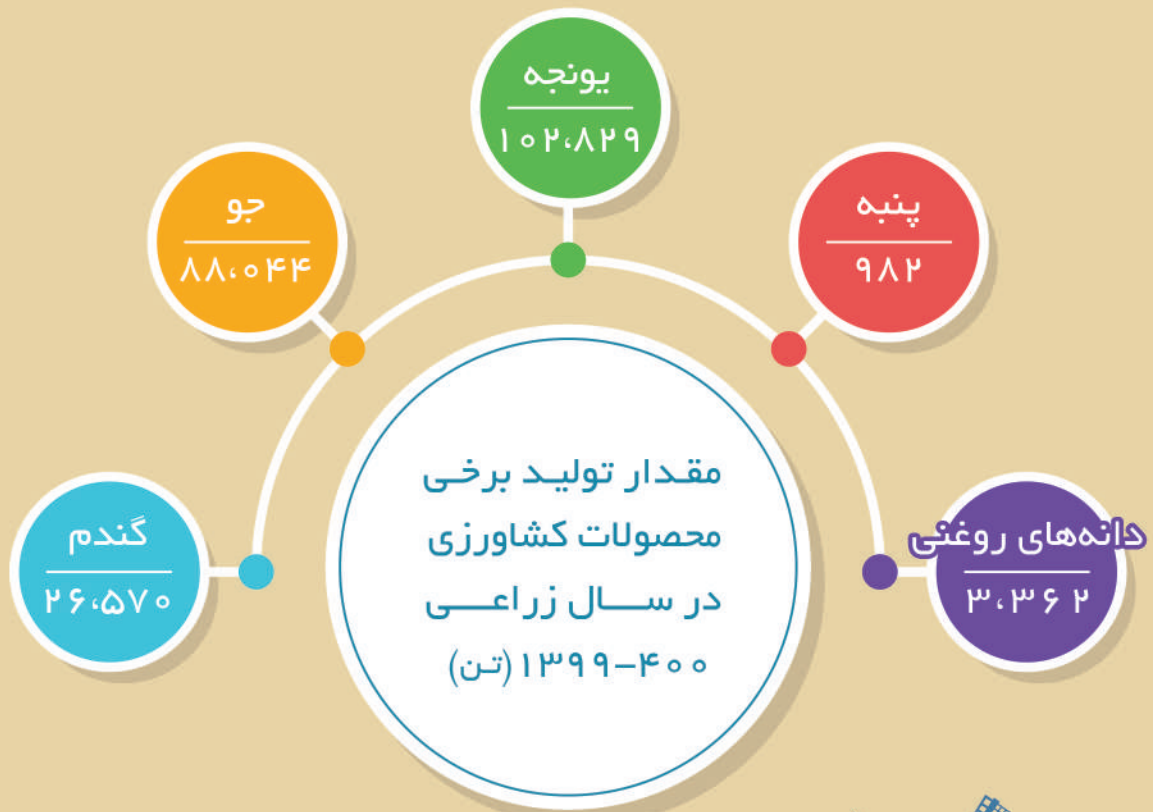 یونجه
۱۰۲،۸۲۹
پنبه
۹۸۲
جو
۸۸،۰۴۴
دانه‌های روغنی
۳،۳۶۲
گندم
۲۶،۵۷۰
مقدار تولید برخی
محصولات کشاورزی
در سال زراعی
۱۳۹۹-۴۰۰ (تن)